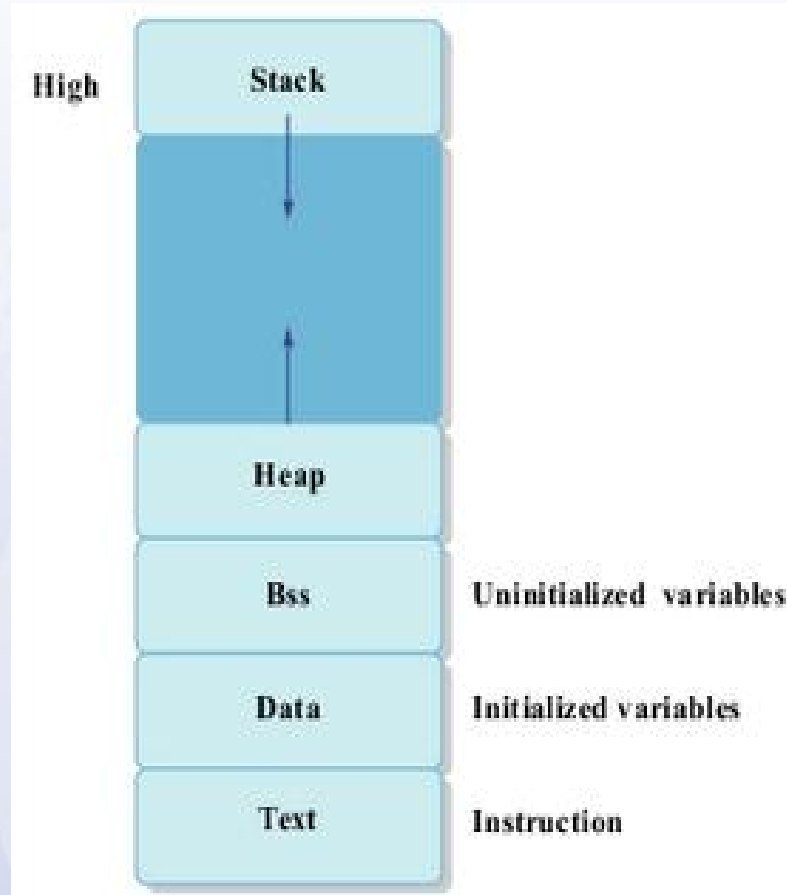 High
Stack
Heap
Bss
Uninitialized variables
Data
Initialized variables
Text
Instruction